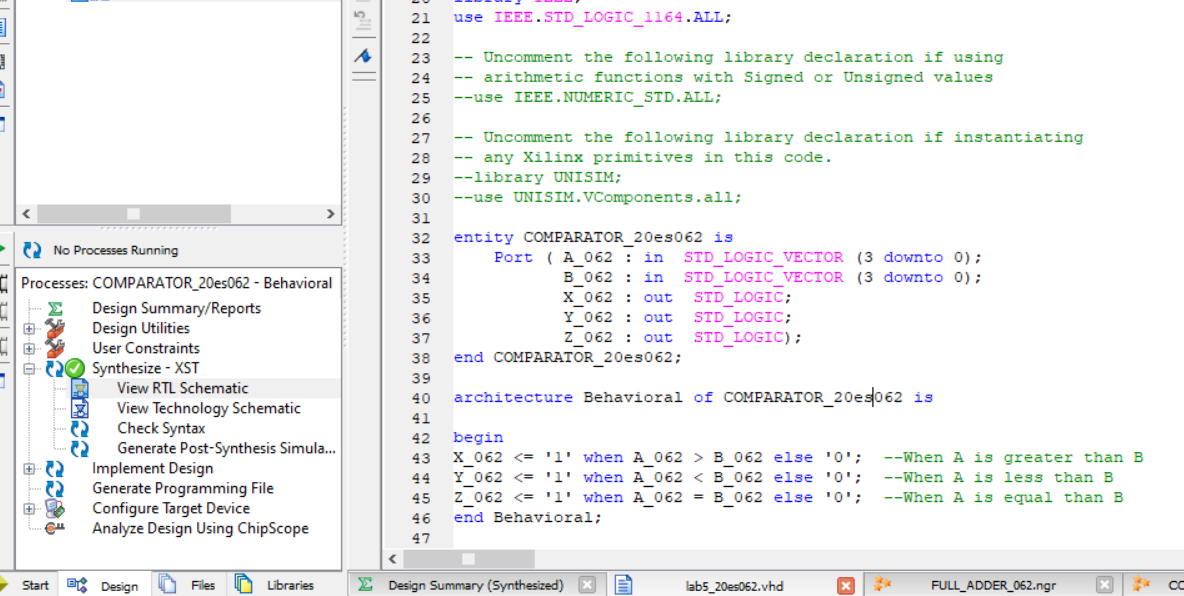 No Processes Running
Processes: COMPARATOR_20es062 - Behavioral
Design Summary/Reports
Design Utilities
User Constraints
Synthesize - XST
View RTL Schematic
View Technology Schematic
Check Syntax
Generate Post-Synthesis Simula...
Implement Design
Generate Programming File
Configure Target Device
Analyze Design Using ChipScope
Start Design Files Libraries
21 use IEEE.STD_LOGIC_1164.ALL;
22
23 -- Uncomment the following library declaration if using
24 -- arithmetic functions with Signed or Unsigned values
25 --use IEEE.NUMERIC_STD.ALL;
26
27 -- Uncomment the following library declaration if instantiating
28 -- any Xilinx primitives in this code.
29 --library UNISIM;
30 --use UNISIM.VComponents.all;
31
32 entity COMPARATOR_20es062 is
33 Port ( A_062 : in STD_LOGIC_VECTOR (3 downto 0);
34 B_062 : in STD_LOGIC_VECTOR (3 downto 0);
35 X_062 : out STD_LOGIC;
36 Y_062 : out STD_LOGIC;
37 Z_062 : out STD_LOGIC);
38 end COMPARATOR_20es062;
39
40 architecture Behavioral of COMPARATOR_20es062 is
41
42 begin
43 X_062 <= '1' when A_062 > B_062 else '0'; --When A is greater than B
44 Y_062 <= '1' when A_062 < B_062 else '0'; --When A is less than B
45 Z_062 <= '1' when A_062 = B_062 else '0'; --When A is equal than B
46 end Behavioral;
47
Design Summary (Synthesized) lab5_20es062.vhd FULL_ADDER_062.ngr